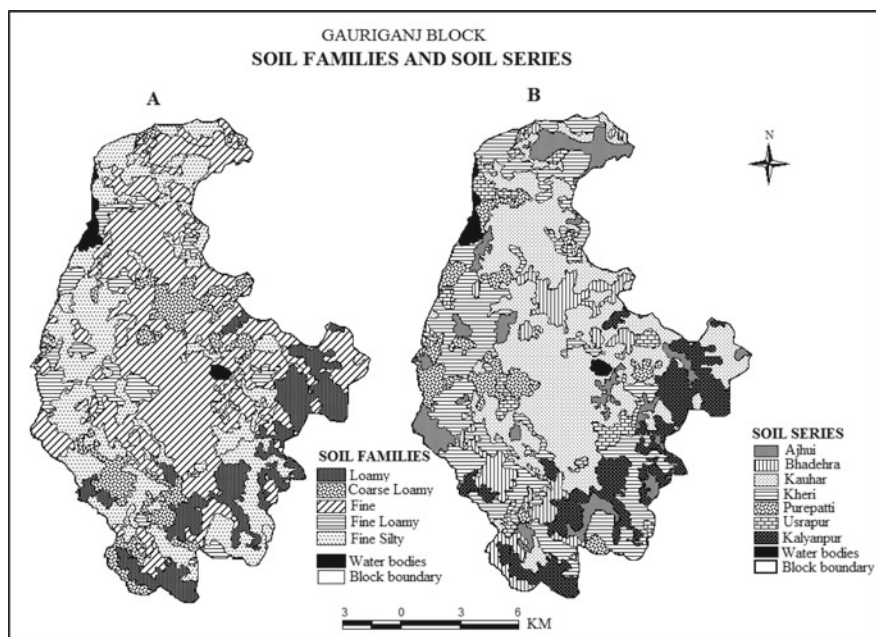 GAURIGANJ BLOCK
SOIL FAMILIES AND SOIL SERIES
A
B
N
SOIL FAMILIES
Loamy
Coarse Loamy
Fine
Fine Loamy
Fine Silty
Water bodies
Block boundary
SOIL SERIES
Ajhui
Bhadehra
Kauhar
Kheri
Purepatti
Usrapur
Kalyanpur
Water bodies
Block boundary
3 0 3 6
KM